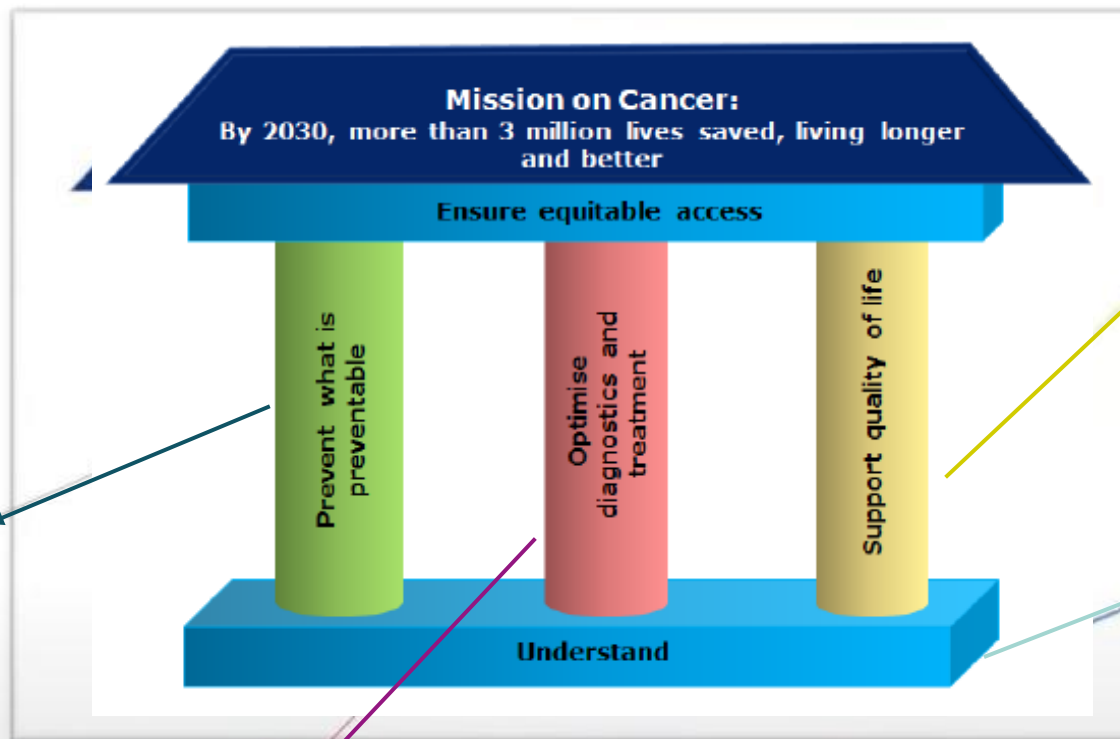 Mission on Cancer:
By 2030, more than 3 million lives saved, living longer
and better
Ensure equitable access
Prevent what is
preventable
Optimise
diagnostics and
treatment
Support quality of life
Understand